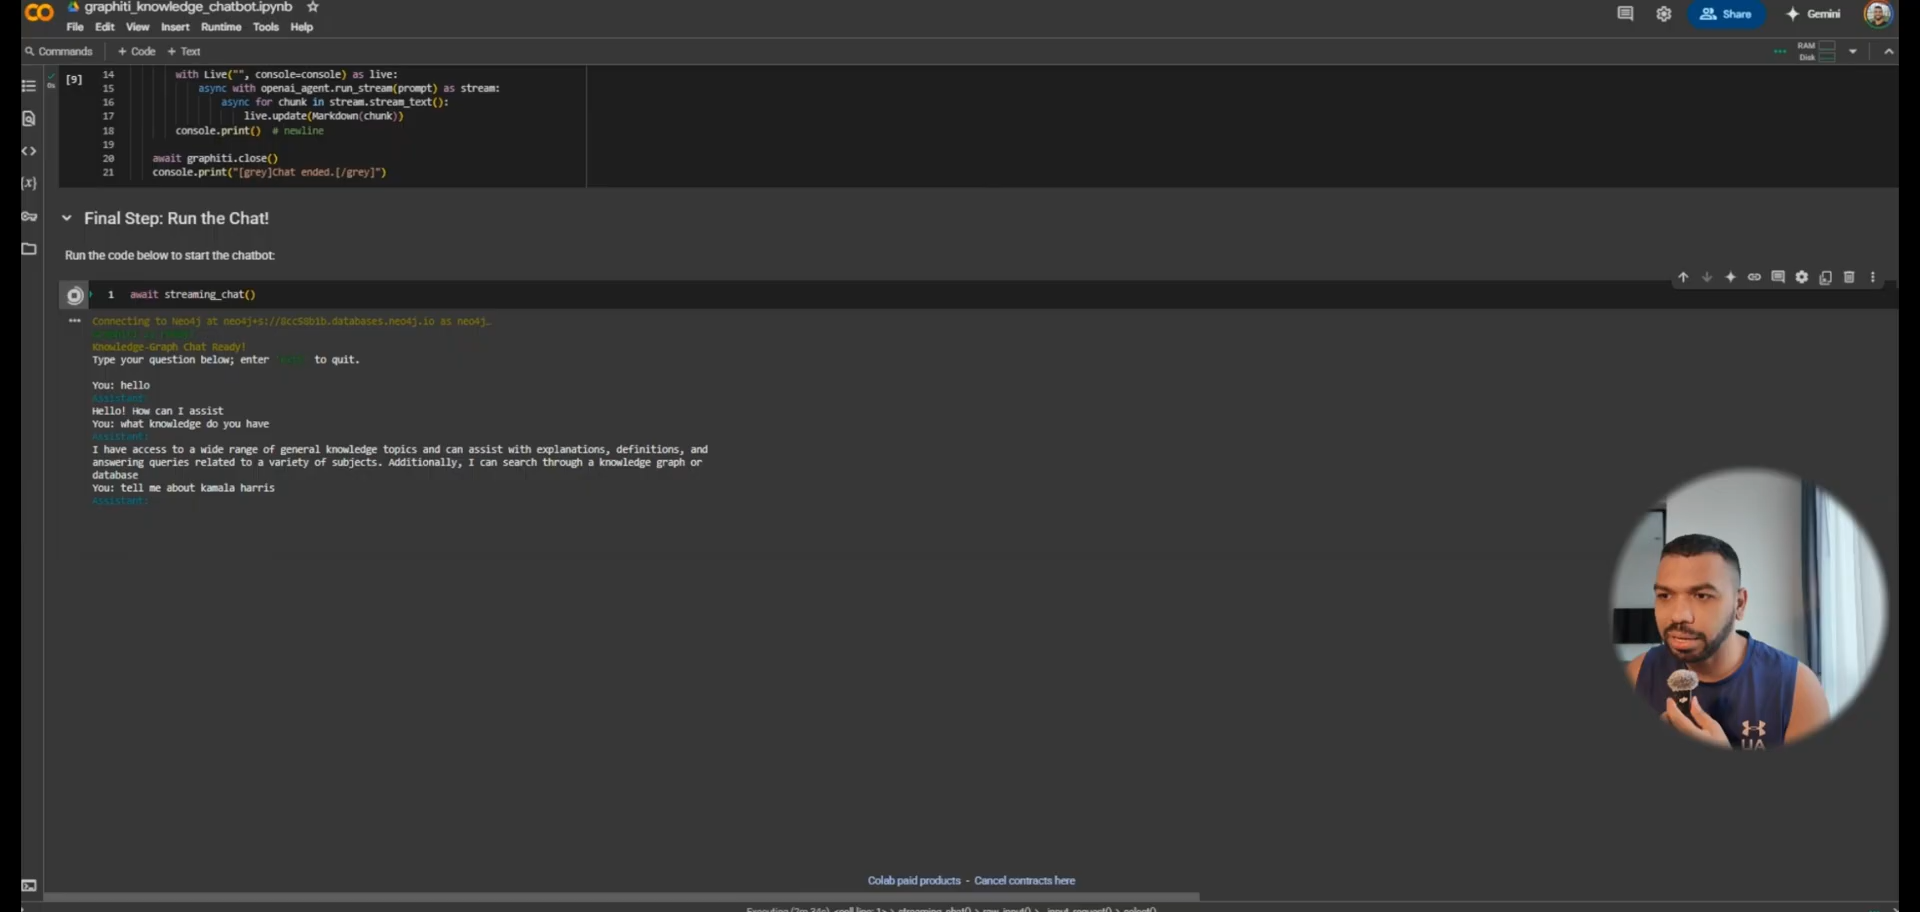 graphiti_knowledge_chatbot.ipynb
File Edit View Insert Runtime Tools Help
Share
Gemini
Commands + Code + Text
RAM
Disk
[9]
14 with Live("", console=console) as live:
15 async with openai_agent.run_stream(prompt) as stream:
16 async for chunk in stream.stream_text():
17 live.update(Markdown(chunk))
18 console.print() # newline
19
20 await graphiti.close()
21 console.print("[grey]Chat ended.[/grey]")
Final Step: Run the Chat!
Run the code below to start the chatbot:
1 await streaming_chat()
Connecting to Neo4j at neo4j+s://8cc58b1b.databases.neo4j.io as neo4j…
Knowledge-Graph Chat Ready!
Type your question below; enter to quit.
You: hello
Assistant:
Hello! How can I assist
You: what knowledge do you have
Assistant:
I have access to a wide range of general knowledge topics and can assist with explanations, definitions, and
answering queries related to a variety of subjects. Additionally, I can search through a knowledge graph or
database
You: tell me about kamala harris
Assistant:
UA
Colab paid products - Cancel contracts here